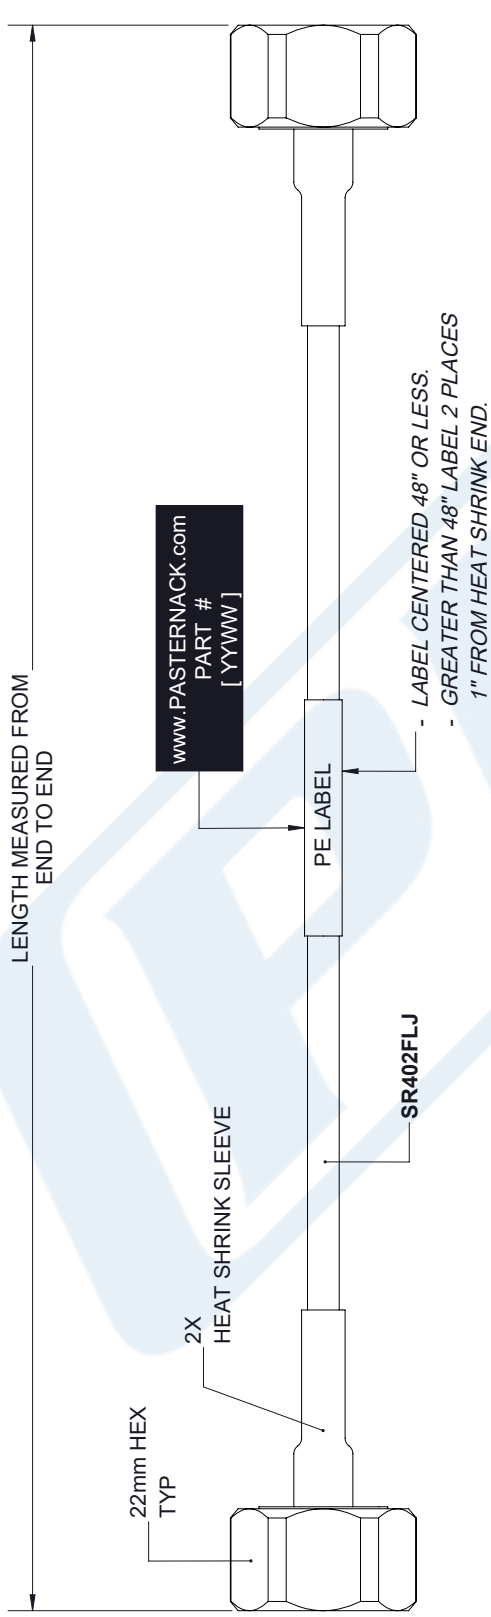 LENGTH MEASURED FROM
END TO END
22mm HEX
TYP
2X
HEAT SHRINK SLEEVE
www.PASTERNACK.com
PART #
[ YYWW ]
PE LABEL
SR402FLJ
- LABEL CENTERED 48" OR LESS.
- GREATER THAN 48" LABEL 2 PLACES
1" FROM HEAT SHRINK END.